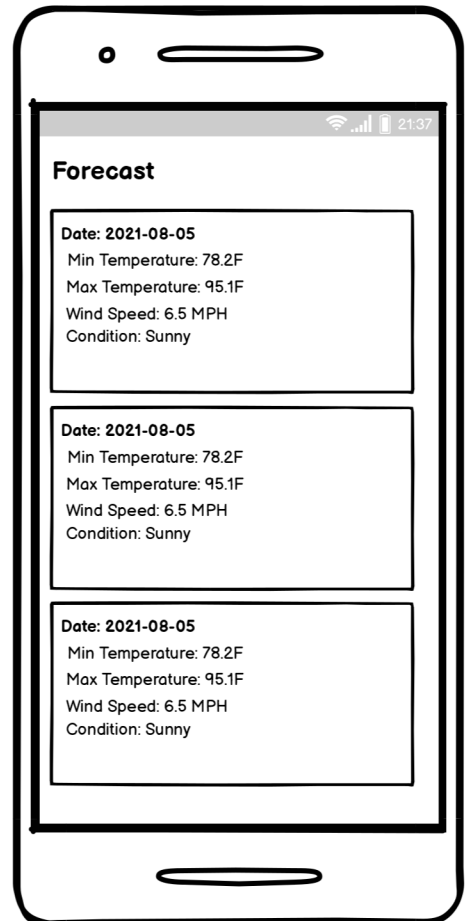 21:37
Forecast
Date: 2021-08-05
Min Temperature: 78.2F
Max Temperature: 95.1F
Wind Speed: 6.5 MPH
Condition: Sunny
Date: 2021-08-05
Min Temperature: 78.2F
Max Temperature: 95.1F
Wind Speed: 6.5 MPH
Condition: Sunny
Date: 2021-08-05
Min Temperature: 78.2F
Max Temperature: 95.1F
Wind Speed: 6.5 MPH
Condition: Sunny